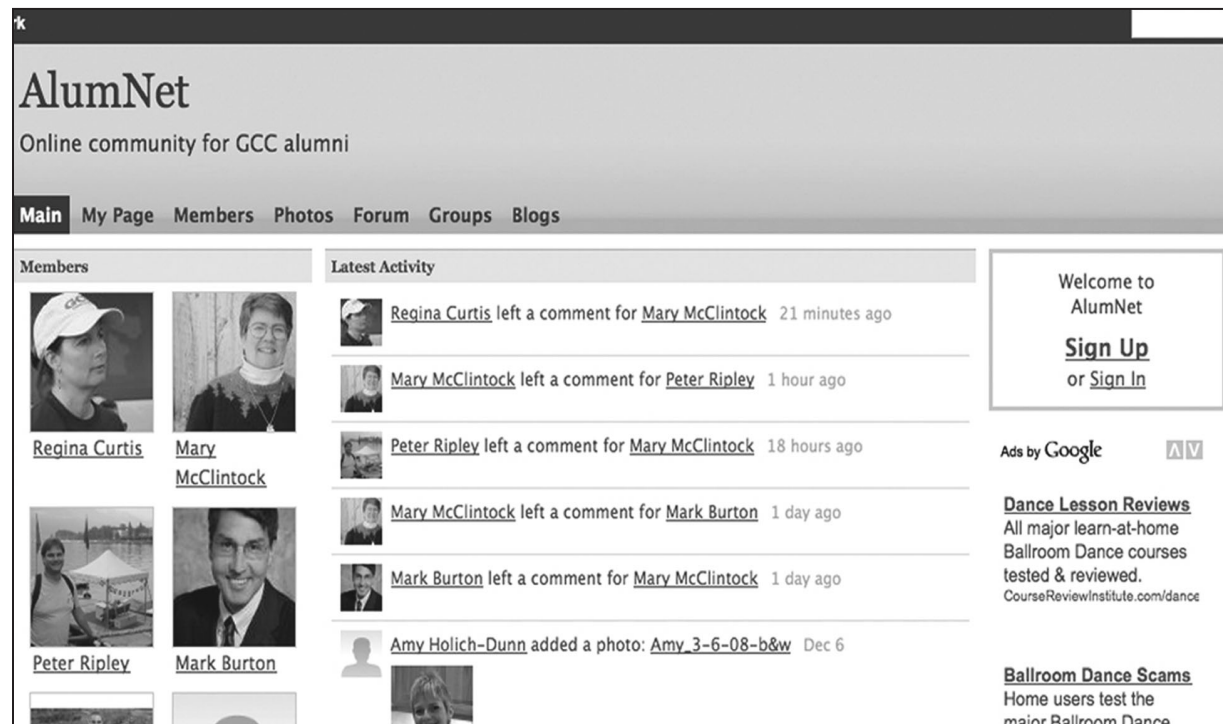 rk
AlumNet
Online community for GCC alumni
Main My Page Members Photos Forum Groups Blogs
Members
Regina Curtis
Mary
McClintock
Peter Ripley
Mark Burton
Latest Activity
Regina Curtis left a comment for Mary McClintock 21 minutes ago
Mary McClintock left a comment for Peter Ripley 1 hour ago
Peter Ripley left a comment for Mary McClintock 18 hours ago
Mary McClintock left a comment for Mark Burton 1 day ago
Mark Burton left a comment for Mary McClintock 1 day ago
Amy Holich-Dunn added a photo: Amy_3-6-08-b&w Dec 6
Welcome to
AlumNet
Sign Up
or Sign In
Ads by Google
Dance Lesson Reviews
All major learn-at-home
Ballroom Dance courses
tested & reviewed.
CourseReviewInstitute.com/dance
Ballroom Dance Scams
Home users test the
major Ballroom Dance